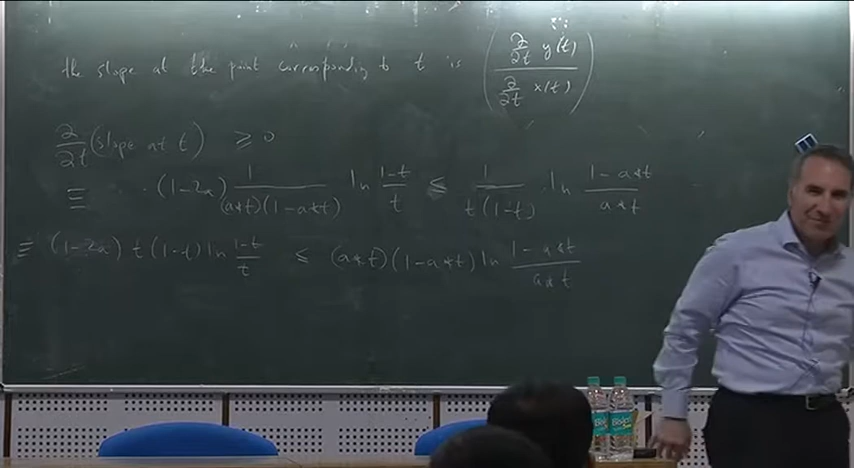 the slope at the point corresponding to t is ( ∂/∂t y(t) / ∂/∂t x(t) )
∂/∂t (slope at t) ≥ 0
≡ (1-2a) 1/((a*t)(1-a*t)) ln (1-t)/t ≤ 1/(t(1-t)) · ln (1-a*t)/(a*t)
≡ (1-2a) t(1-t) ln (1-t)/t ≤ (a*t)(1-a*t) ln (1-a*t)/(a*t)